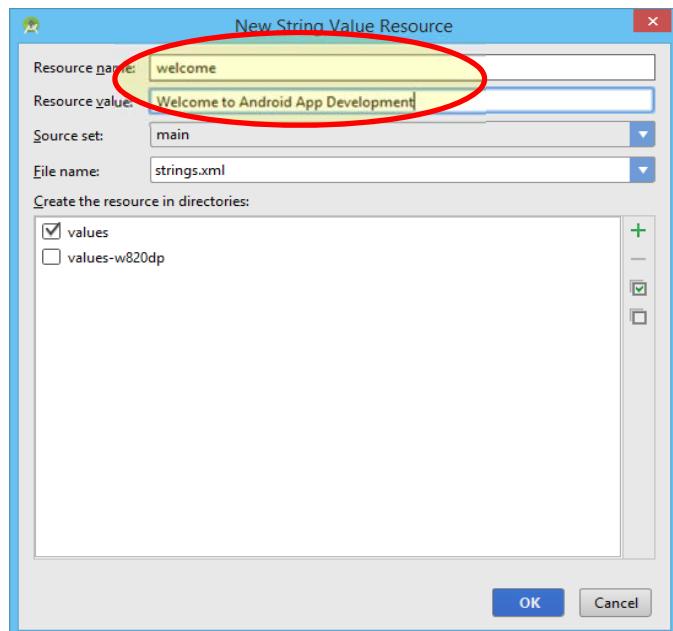 New String Value Resource
Resource name: welcome
Resource value: Welcome to Android App Development
Source set: main
File name: strings.xml
Create the resource in directories:
values
values-w820dp
OK Cancel